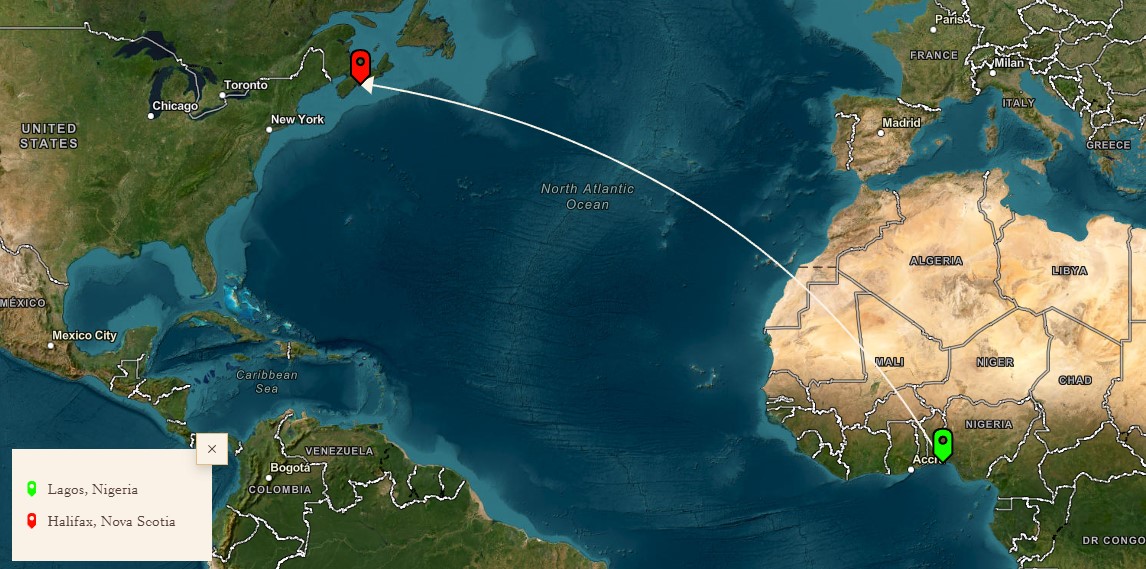 Paris
FRANCE
Milan
Toronto
Chicago
New York
UNITED
STATES
Madrid
ITALY
GREECE
North Atlantic
Ocean
ALGERIA
LIBYA
MÉXICO
Mexico City
MALI
NIGER
CHAD
Caribbean
Sea
NIGERIA
VENEZUELA
Bogotá
COLOMBIA
DR CONGO
×
Lagos, Nigeria
Halifax, Nova Scotia